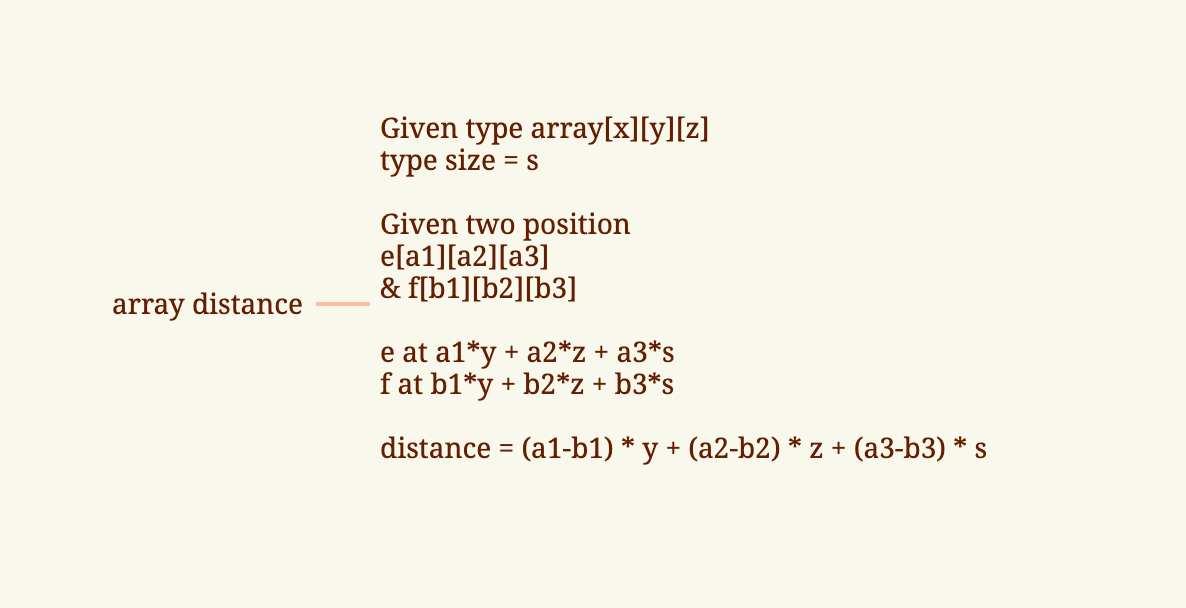 array distance
Given type array[x][y][z]
type size = s
Given two position
e[a1][a2][a3]
& f[b1][b2][b3]
e at a1*y + a2*z + a3*s
f at b1*y + b2*z + b3*s
distance = (a1-b1) * y + (a2-b2) * z + (a3-b3) * s